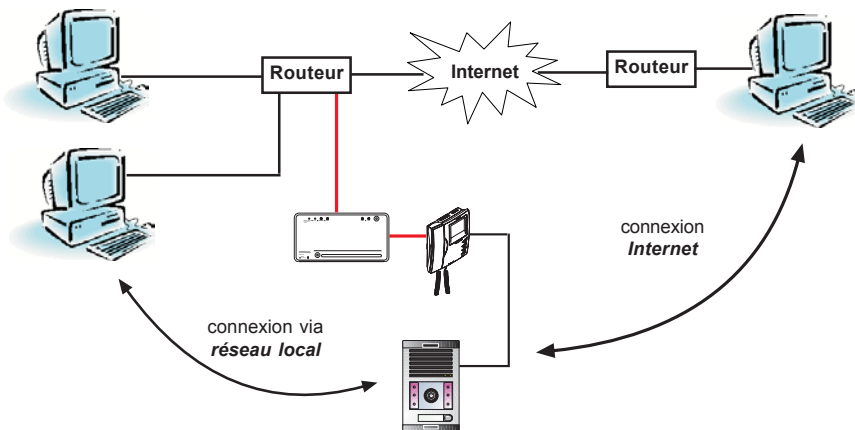 Routeur
Internet
Routeur
connexion
Internet
connexion via
réseau local